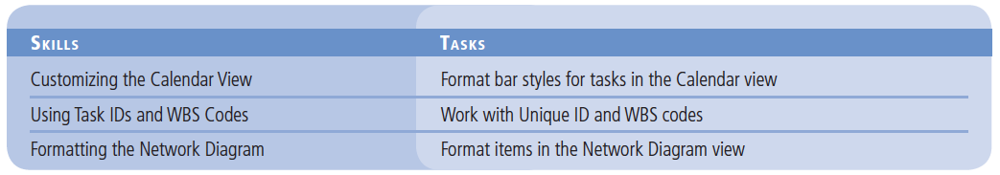 SKILLS TASKS
Customizing the Calendar View Format bar styles for tasks in the Calendar view
Using Task IDs and WBS Codes Work with Unique ID and WBS codes
Formatting the Network Diagram Format items in the Network Diagram view